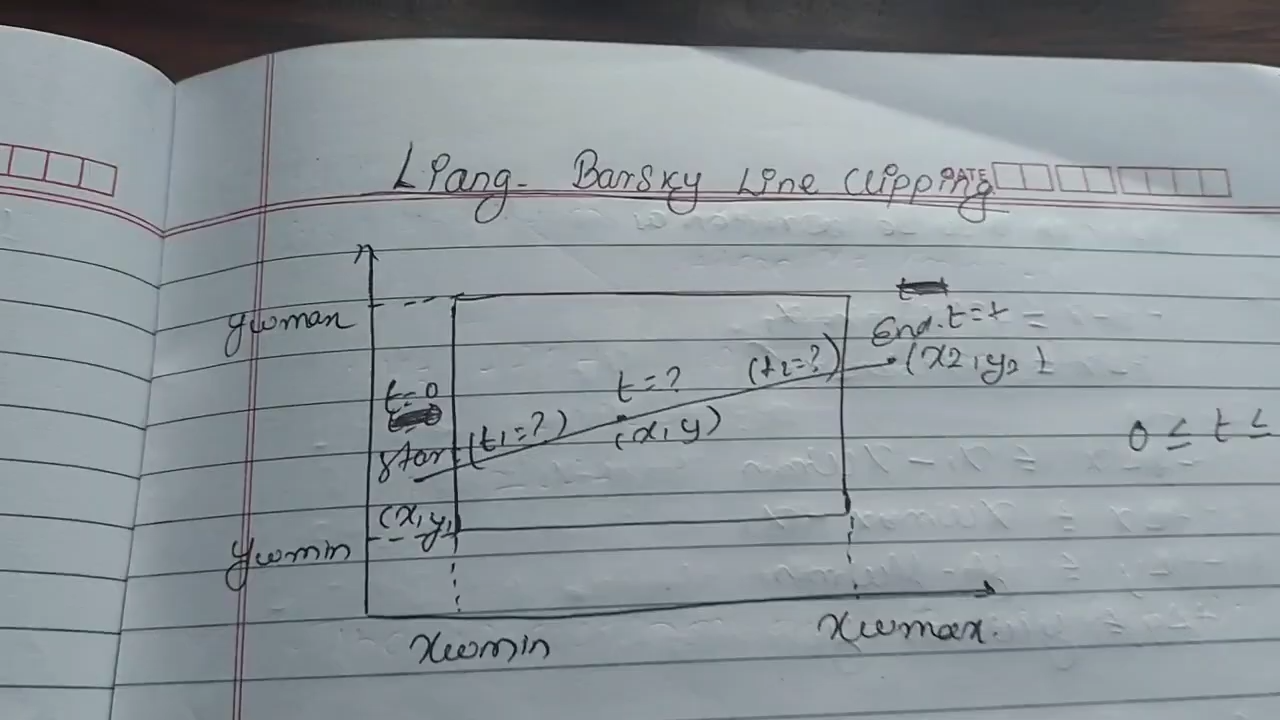 Liang-Barsky Line Clipping
DATE
ywmax
End. t=t
(x2, y2)
t=0
t=?
(t2=?)
start
(t1=?)
(x, y)
0 ≤ t ≤
(x1 y1
ywmin
xwmin
xwmax.